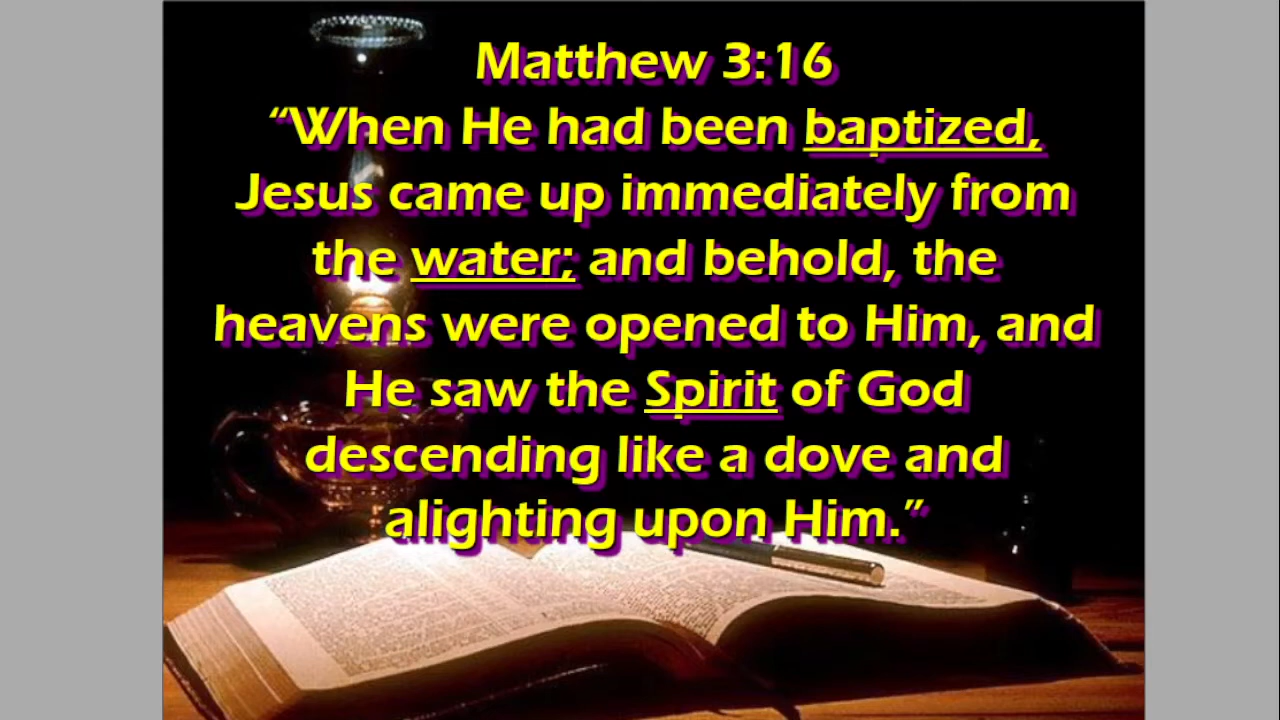 Matthew 3:16
“When He had been baptized,
Jesus came up immediately from
the water; and behold, the
heavens were opened to Him, and
He saw the Spirit of God
descending like a dove and
alighting upon Him.”